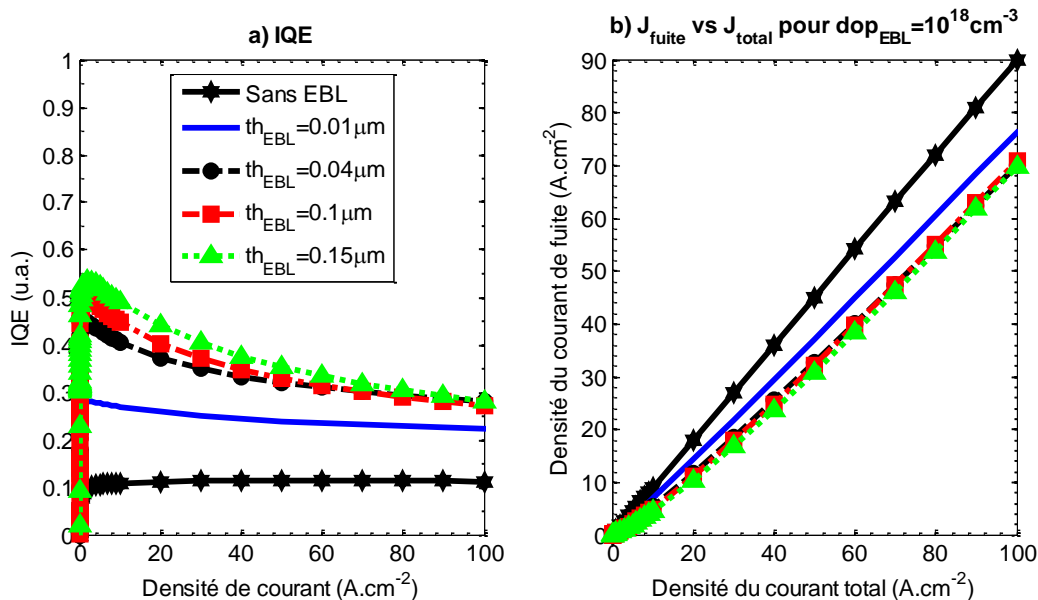 a) IQE
1
0.9
0.8
0.7
0.6
0.5
0.4
0.3
0.2
0.1
0
IQE (u.a.)
Sans EBL
th_EBL=0.01μm
th_EBL=0.04μm
th_EBL=0.1μm
th_EBL=0.15μm
0 20 40 60 80 100
Densité de courant (A.cm⁻²)
b) J_fuite vs J_total pour dop_EBL=10¹⁸cm⁻³
90
80
70
60
50
40
30
20
10
0
Densité du courant de fuite (A.cm⁻²)
0 20 40 60 80 100
Densité du courant total (A.cm⁻²)